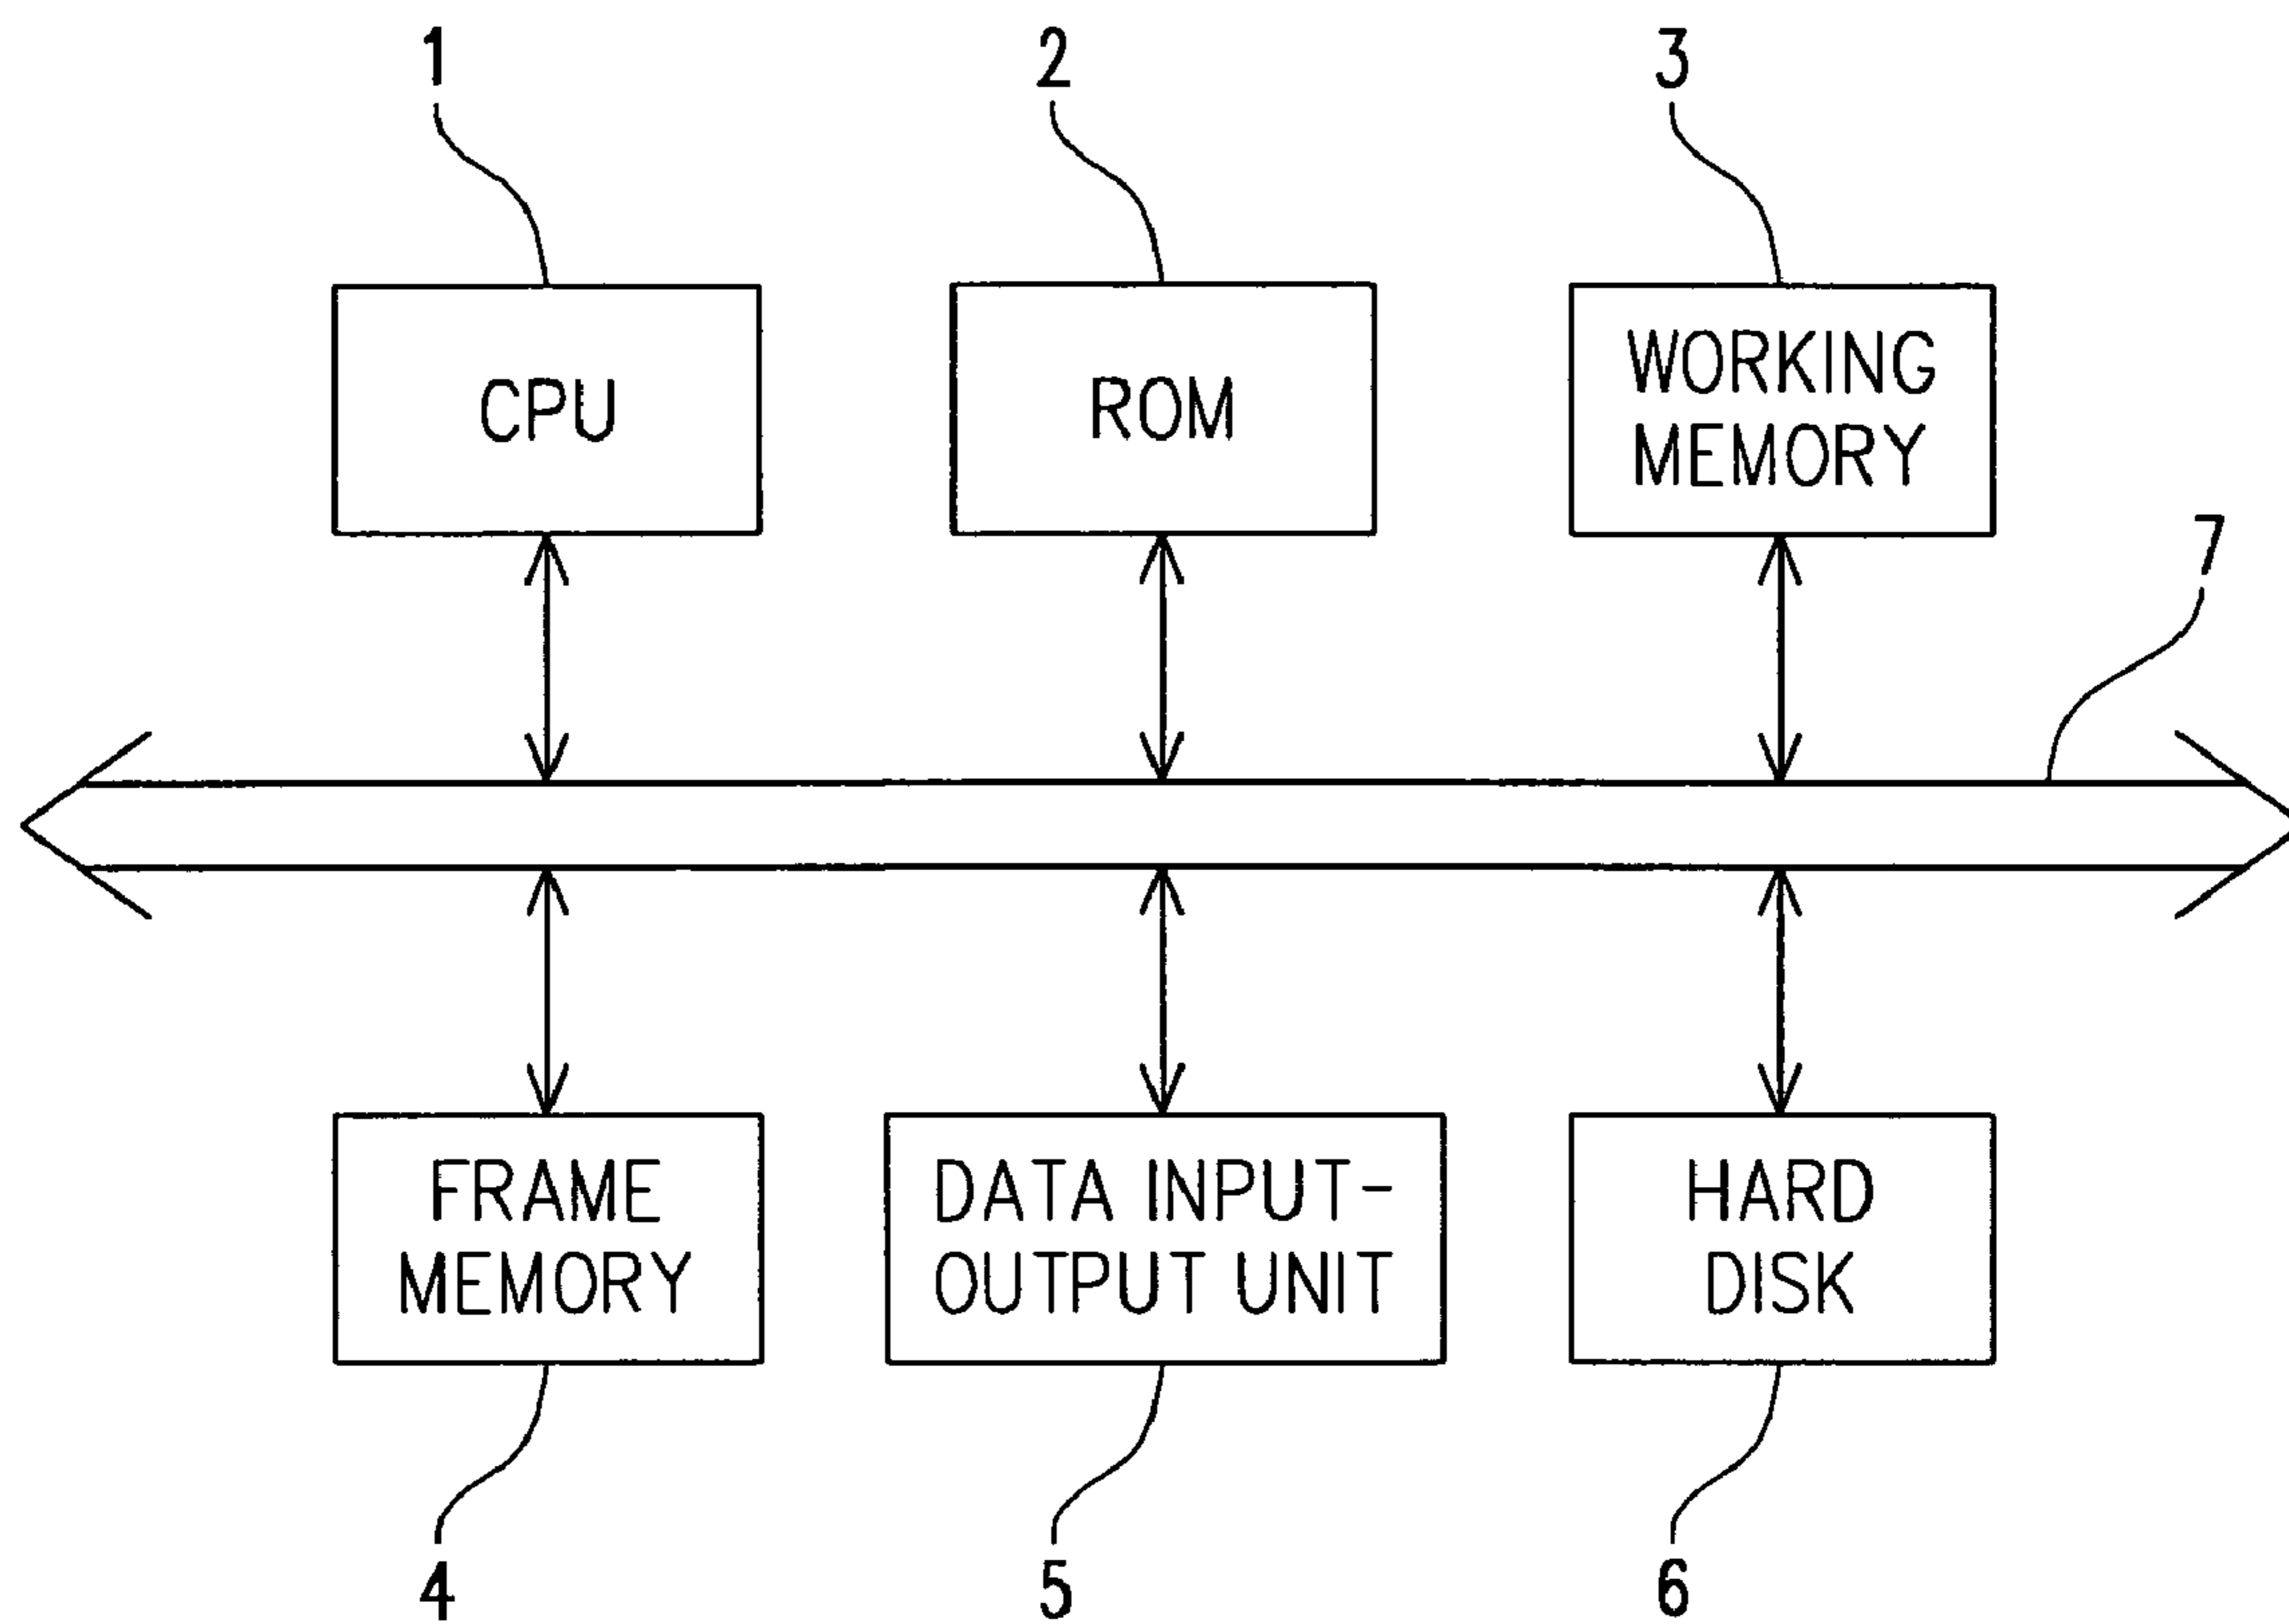 1
2
3
CPU
ROM
WORKING
MEMORY
7
FRAME
MEMORY
DATA INPUT-
OUTPUT UNIT
HARD
DISK
4
5
6